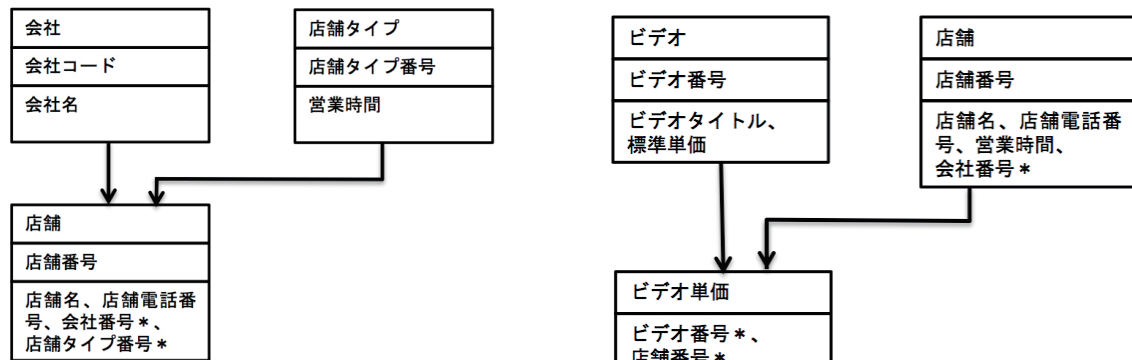 会社
会社コード
会社名
店舗タイプ
店舗タイプ番号
営業時間
店舗
店舗番号
店舗名、店舗電話番
号、会社番号＊、
店舗タイプ番号＊
ビデオ
ビデオ番号
ビデオタイトル、
標準単価
店舗
店舗番号
店舗名、店舗電話番
号、営業時間、
会社番号＊
ビデオ単価
ビデオ番号＊、
店舗番号＊